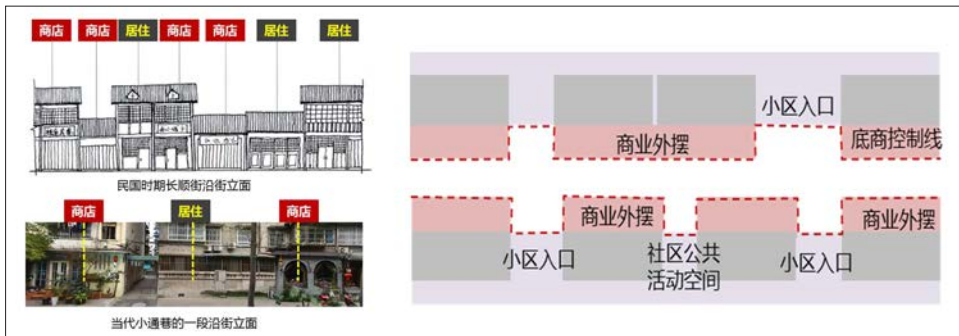 商店
商店
居住
商店
商店
居住
居住
民国时期长顺街沿街立面
商店
居住
商店
当代小通巷的一段沿街立面
小区入口
商业外摆
底商控制线
商业外摆
商业外摆
小区入口
社区公共
活动空间
小区入口